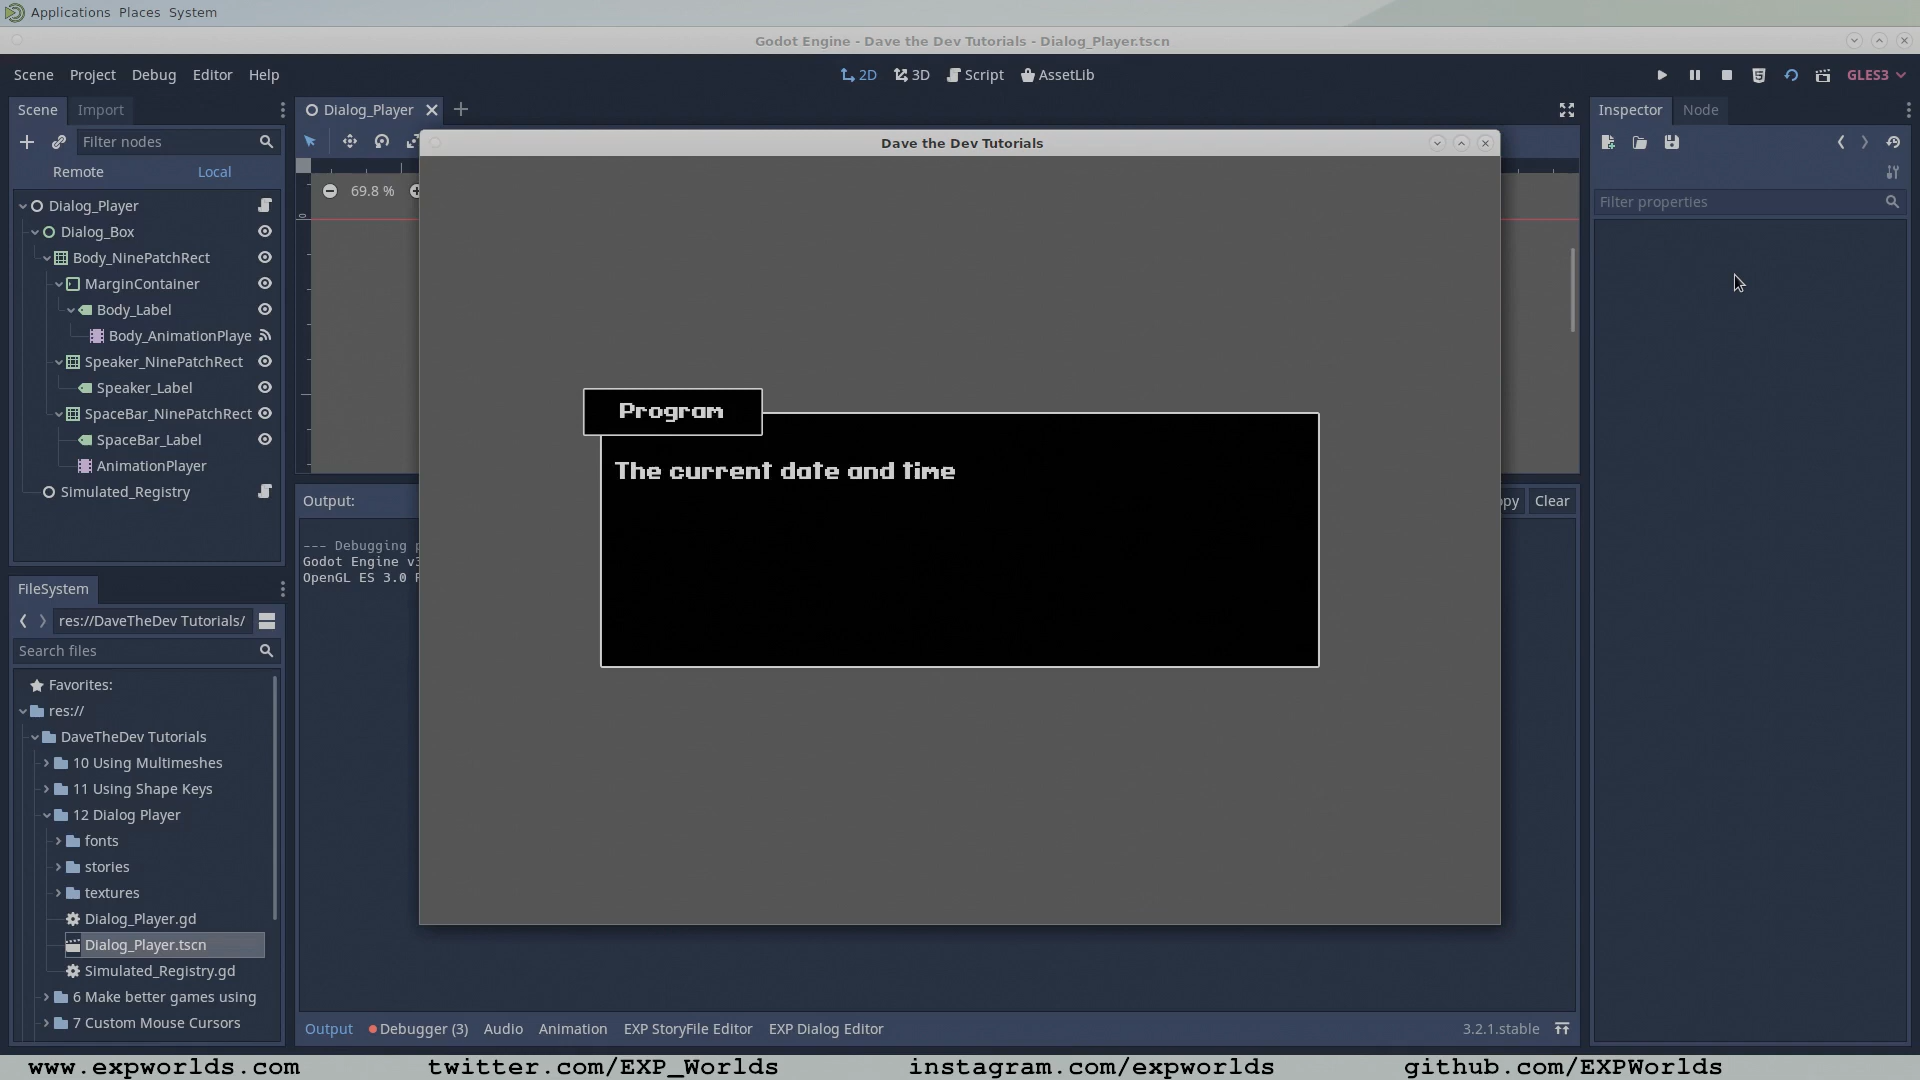 Applications Places System
Godot Engine - Dave the Dev Tutorials - Dialog_Player.tscn
Scene Project Debug Editor Help
2D 3D Script AssetLib
GLES3
Scene Import
Dialog_Player
Inspector Node
Filter nodes
Dave the Dev Tutorials
Remote Local
69.8 %
Filter properties
Dialog_Player
Dialog_Box
Body_NinePatchRect
MarginContainer
Body_Label
Body_AnimationPlaye
Speaker_NinePatchRect
Speaker_Label
SpaceBar_NinePatchRect
SpaceBar_Label
AnimationPlayer
Simulated_Registry
0
Program
The current date and time
Output:
opy Clear
--- Debugging p
Godot Engine v3
OpenGL ES 3.0 R
FileSystem
res://DaveTheDev Tutorials/
Search files
Favorites:
res://
DaveTheDev Tutorials
10 Using Multimeshes
11 Using Shape Keys
12 Dialog Player
fonts
stories
textures
Dialog_Player.gd
Dialog_Player.tscn
Simulated_Registry.gd
6 Make better games using
7 Custom Mouse Cursors
Output Debugger (3) Audio Animation EXP StoryFile Editor EXP Dialog Editor
3.2.1.stable
www.expworlds.com twitter.com/EXP_Worlds instagram.com/expworlds github.com/EXPWorlds